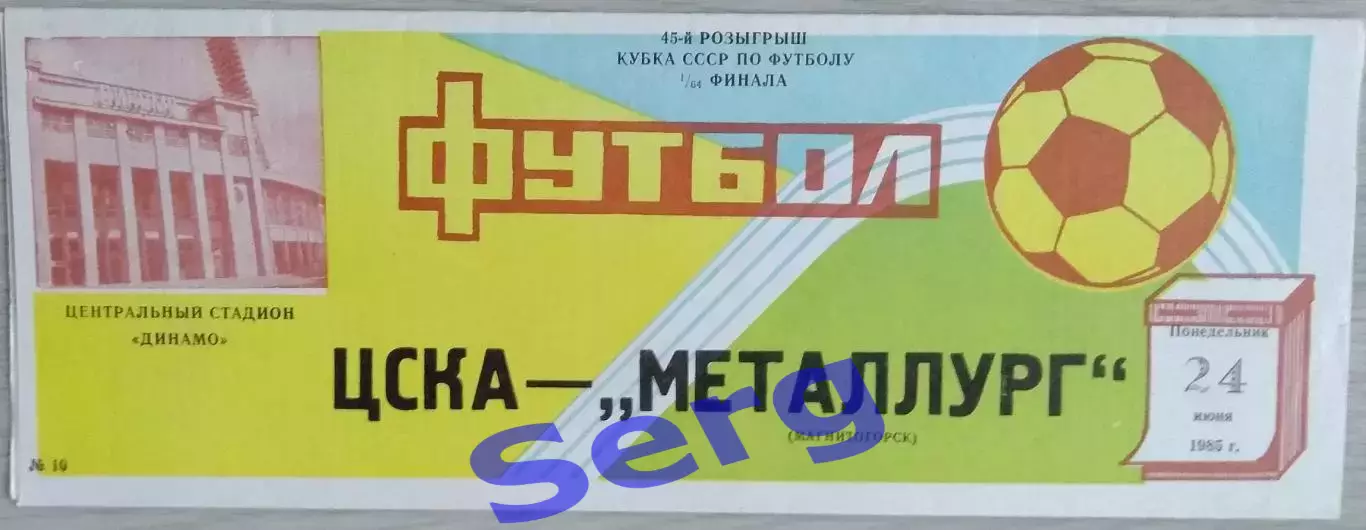 45-й РОЗЫГРЫШ
КУБКА СССР ПО ФУТБОЛУ
1/64 ФИНАЛА
ФУТБОЛ
ЦЕНТРАЛЬНЫЙ СТАДИОН
«ДИНАМО»
ЦСКА — „МЕТАЛЛУРГ“
(МАГНИТОГОРСК)
Понедельник
24
июня
1985 г.
№ 10
Serg